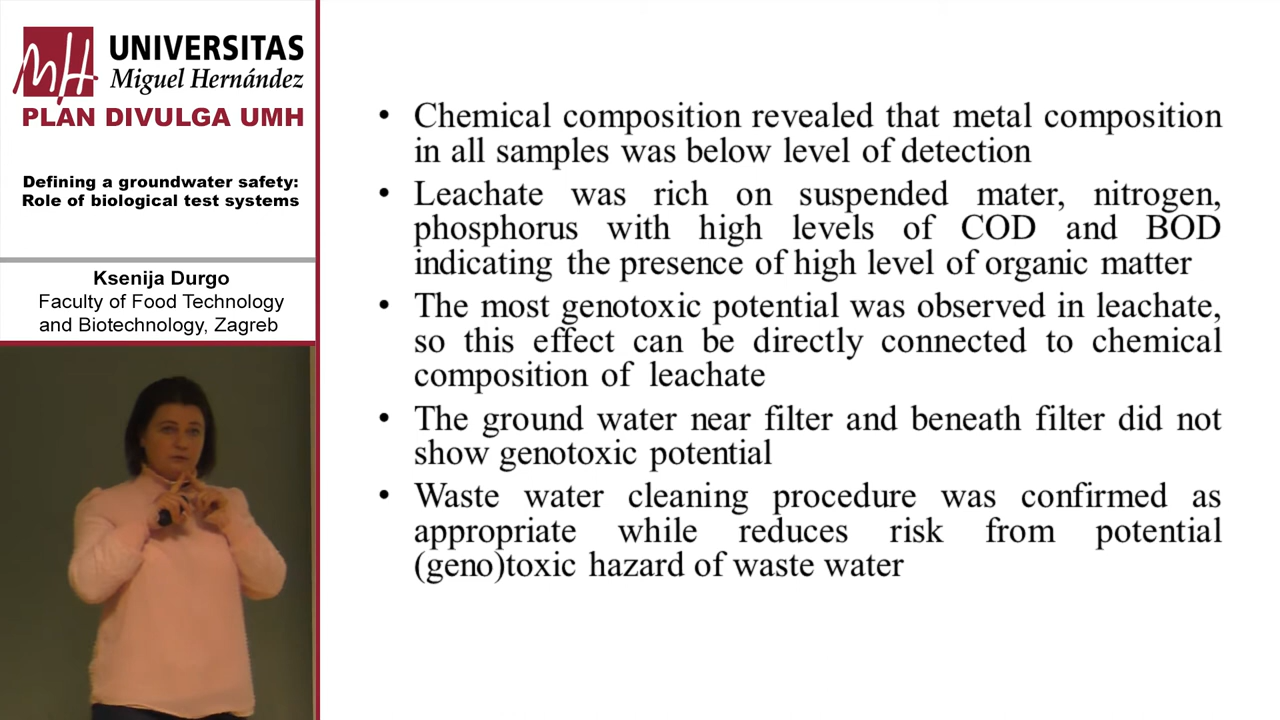 UNIVERSITAS
Miguel Hernández
PLAN DIVULGA UMH
Defining a groundwater safety:
Role of biological test systems
Ksenija Durgo
Faculty of Food Technology
and Biotechnology, Zagreb
• Chemical composition revealed that metal composition
in all samples was below level of detection
• Leachate was rich on suspended mater, nitrogen,
phosphorus with high levels of COD and BOD
indicating the presence of high level of organic matter
• The most genotoxic potential was observed in leachate,
so this effect can be directly connected to chemical
composition of leachate
• The ground water near filter and beneath filter did not
show genotoxic potential
• Waste water cleaning procedure was confirmed as
appropriate while reduces risk from potential
(geno)toxic hazard of waste water